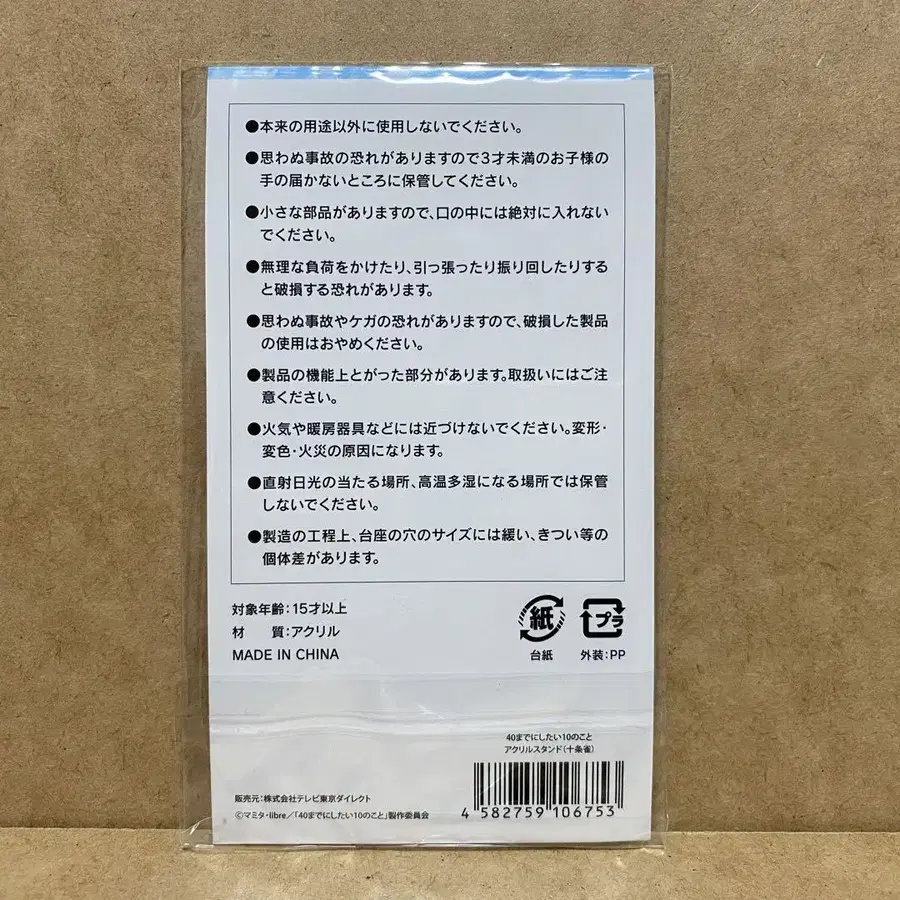 ●本来の用途以外に使用しないでください。
●思わぬ事故の恐れがありますので3才未満のお子様の
手の届かないところに保管してください。
●小さな部品がありますので、口の中には絶対に入れない
でください。
●無理な負荷をかけたり、引っ張ったり振り回したりする
と破損する恐れがあります。
●思わぬ事故やケガの恐れがありますので、破損した製品
の使用はおやめください。
●製品の機能上とがった部分があります。取扱いにはご注
意ください。
●火気や暖房器具などには近づけないでください。変形・
変色・火災の原因になります。
●直射日光の当たる場所、高温多湿になる場所では保管
しないでください。
●製造の工程上、台座の穴のサイズには緩い、きつい等の
個体差があります。
対象年齢：15才以上
材　質：アクリル
MADE IN CHINA
紙
台紙
プラ
外装：PP
40までにしたい10のこと
アクリルスタンド（十条雀）
4 582759 106753
販売元：株式会社テレビ東京ダイレクト
©マミタ・libre／「40までにしたい10のこと」製作委員会